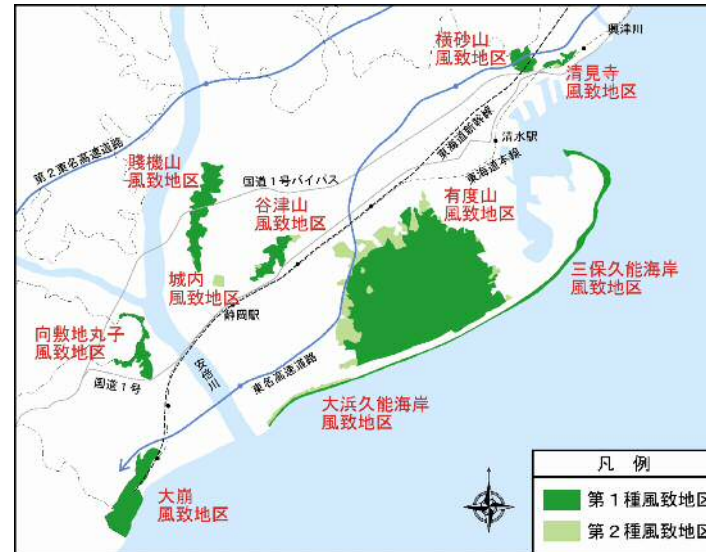 横砂山
風致地区
興津川
清見寺
風致地区
東海道新幹線
清水駅
東海道本線
第2東名高速道路
賤機山
風致地区
国道1号バイパス
谷津山
風致地区
有度山
風致地区
城内
風致地区
静岡駅
三保久能海岸
風致地区
向敷地丸子
風致地区
国道1号
安倍川
東名高速道路
大浜久能海岸
風致地区
大崩
風致地区
凡 例
第1種風致地区
第2種風致地区